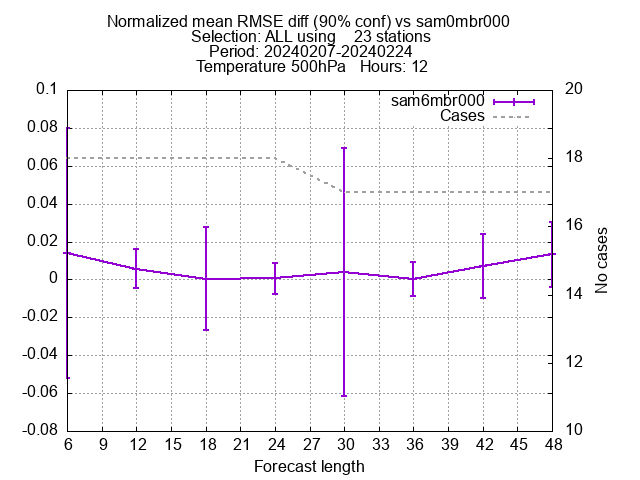 Normalized mean RMSE diff (90% conf) vs sam0mbr000
Selection: ALL using    23 stations
Period: 20240207-20240224
Temperature 500hPa   Hours: 12
sam6mbr000
Cases
0.1
0.08
0.06
0.04
0.02
0
-0.02
-0.04
-0.06
-0.08
20
18
16
14
12
10
No cases
6 9 12 15 18 21 24 27 30 33 36 39 42 45 48
Forecast length